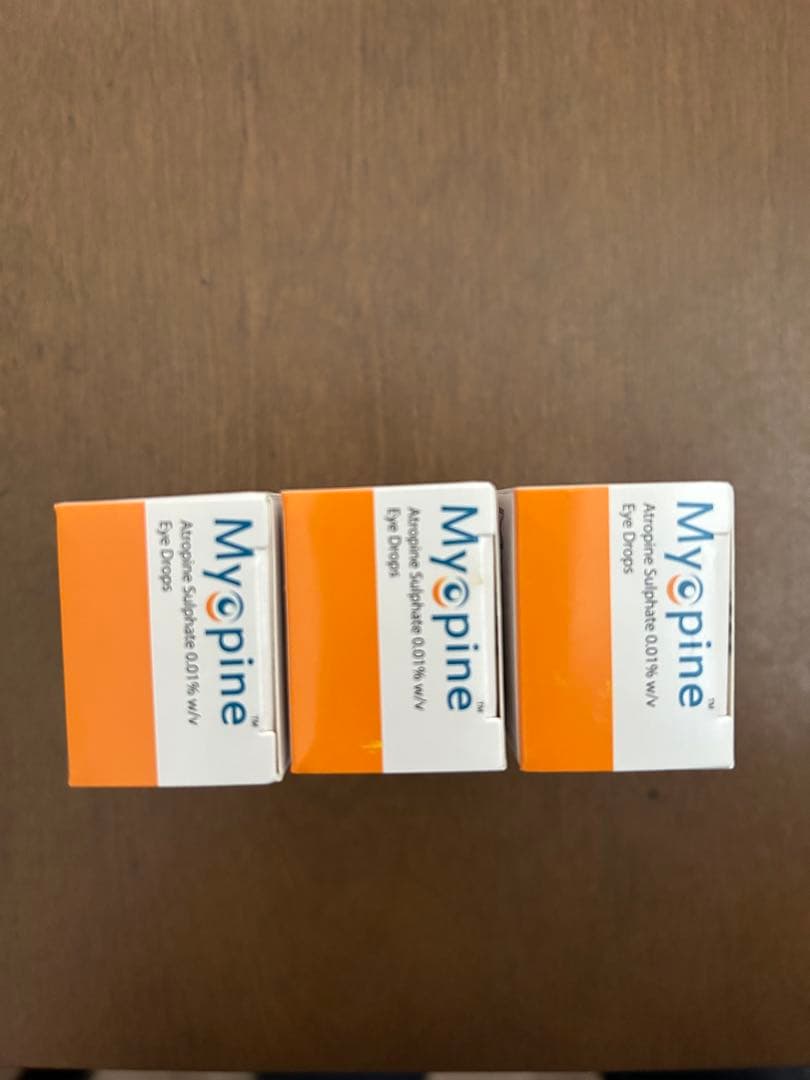 Myopine™
Atropine Sulphate 0.01% w/v
Eye Drops
Myopine™
Atropine Sulphate 0.01% w/v
Eye Drops
Myopine™
Atropine Sulphate 0.01% w/v
Eye Drops